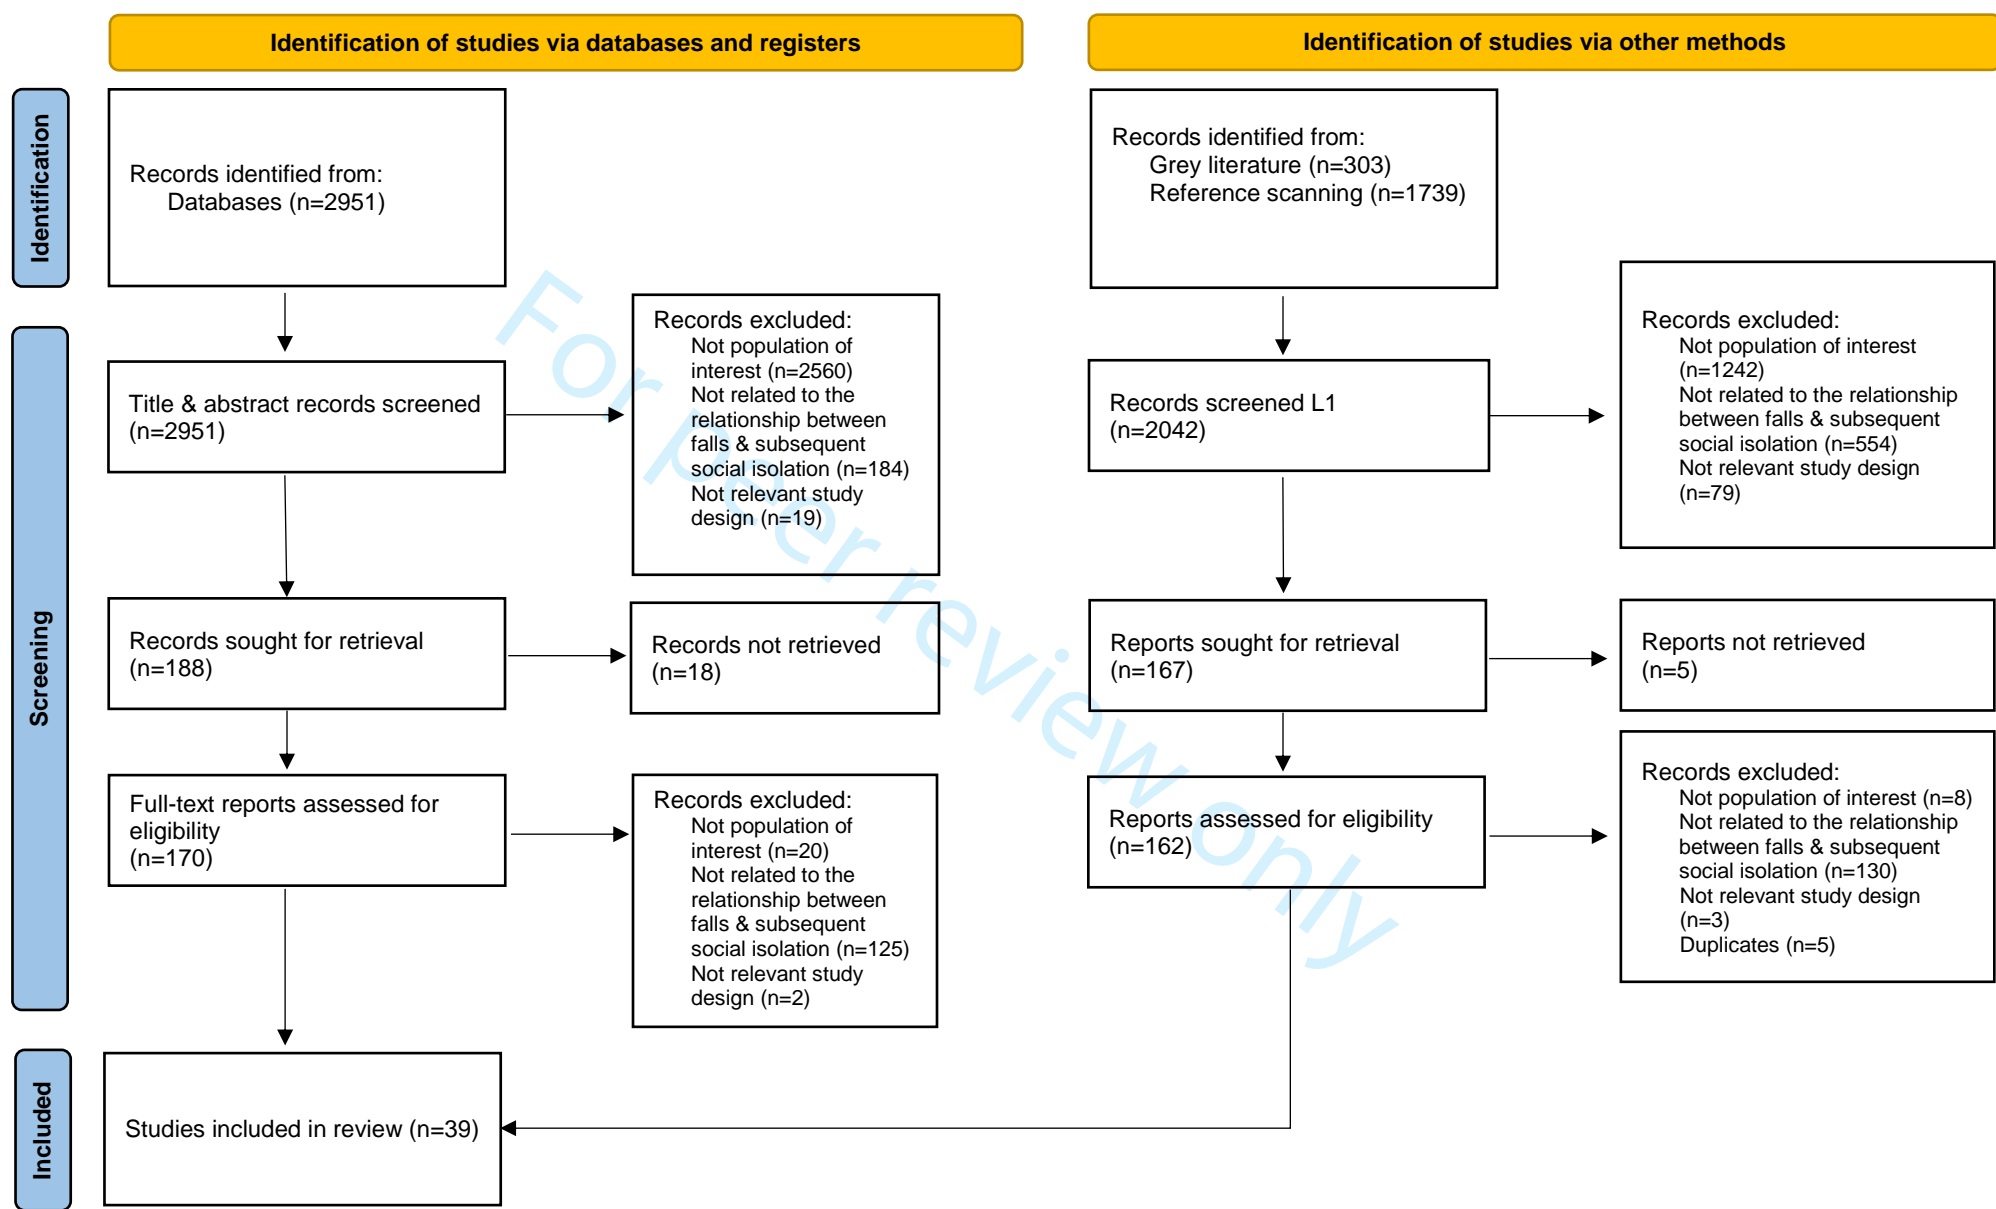 Identification of studies via databases and registers
Identification of studies via other methods
Identification
Records identified from:
Databases (n=2951)
Records identified from:
Grey literature (n=303)
Reference scanning (n=1739)
Screening
Title & abstract records screened
(n=2951)
Records excluded:
Not population of
interest (n=2560)
Not related to the
relationship between
falls & subsequent
social isolation (n=184)
Not relevant study
design (n=19)
Records screened L1
(n=2042)
Records excluded:
Not population of interest
(n=1242)
Not related to the relationship
between falls & subsequent
social isolation (n=554)
Not relevant study design
(n=79)
Records sought for retrieval
(n=188)
Records not retrieved
(n=18)
Reports sought for retrieval
(n=167)
Reports not retrieved
(n=5)
Full-text reports assessed for
eligibility
(n=170)
Records excluded:
Not population of
interest (n=20)
Not related to the
relationship between
falls & subsequent
social isolation (n=125)
Not relevant study
design (n=2)
Reports assessed for eligibility
(n=162)
Records excluded:
Not population of interest (n=8)
Not related to the relationship
between falls & subsequent
social isolation (n=130)
Not relevant study design
(n=3)
Duplicates (n=5)
Included
Studies included in review (n=39)
For peer review only